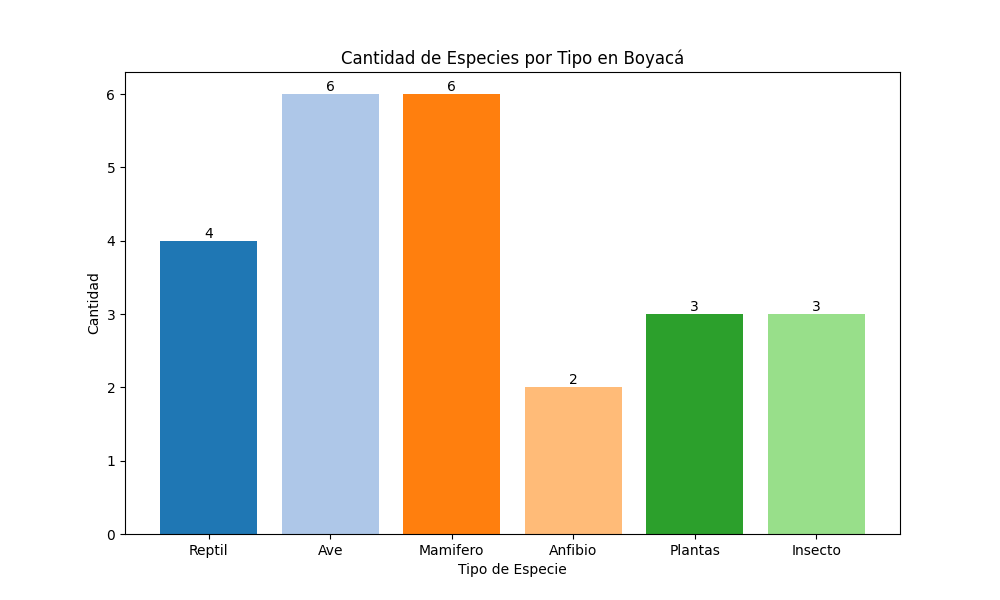 Cantidad de Especies por Tipo en Boyacá
6
5
4
3
2
1
0
Cantidad
4
6
6
2
3
3
Reptil
Ave
Mamifero
Anfibio
Plantas
Insecto
Tipo de Especie